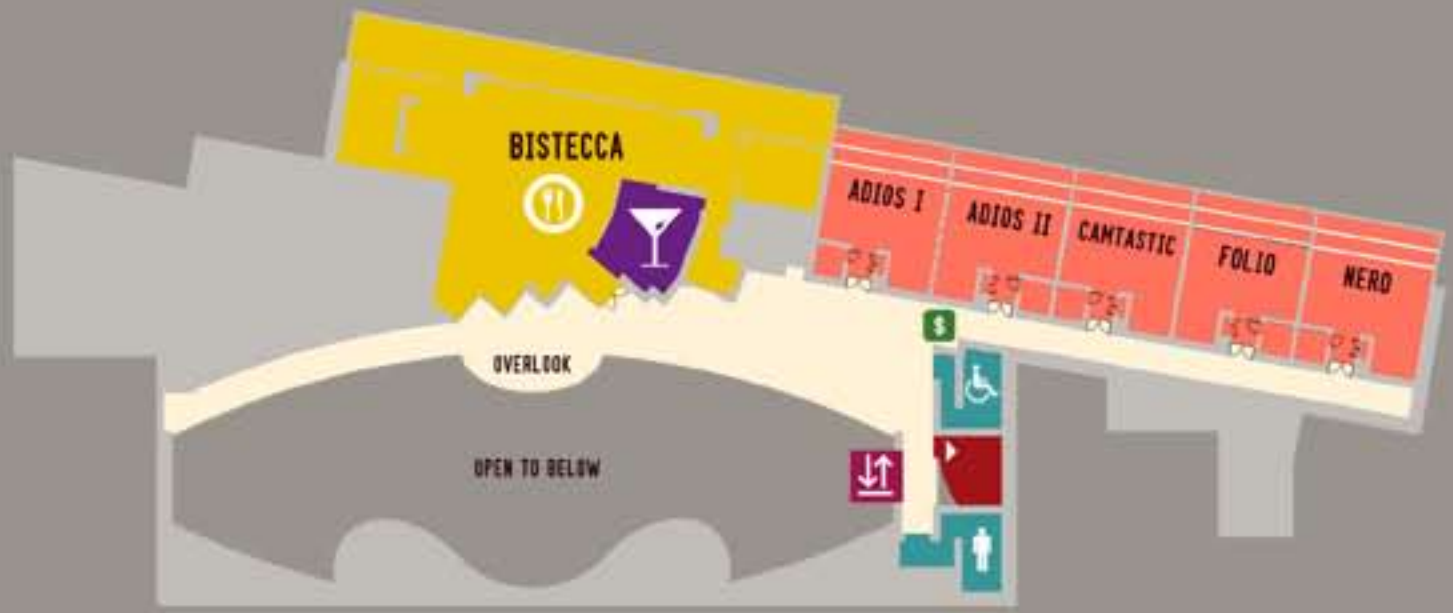 BISTECCA
ADIOS I
ADIOS II
CAMTASTIC
FOLIO
NERO
$
OVERLOOK
OPEN TO BELOW